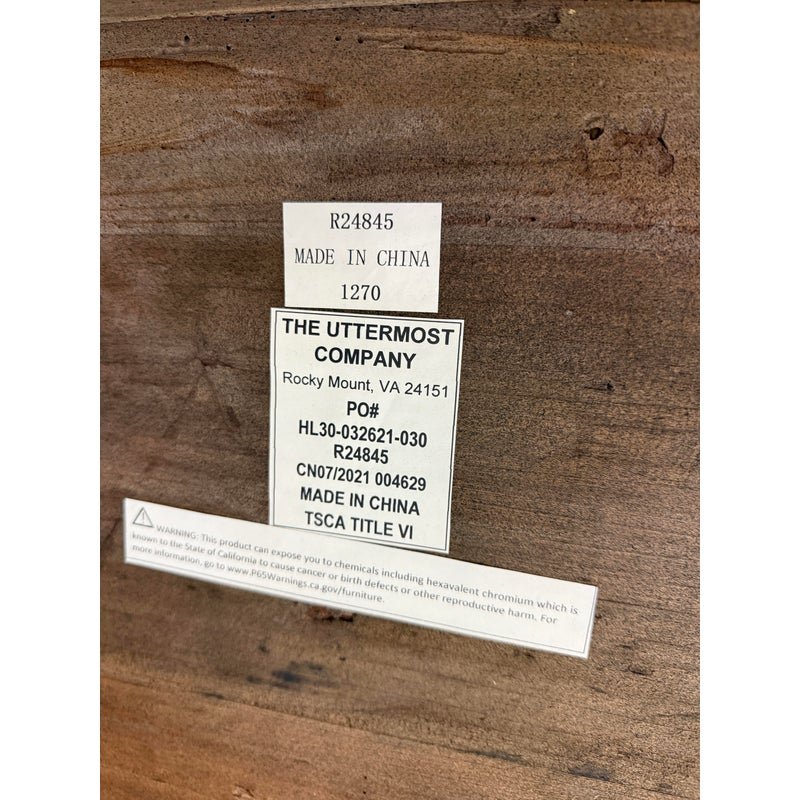 R24845
MADE IN CHINA
1270
THE UTTERMOST
COMPANY
Rocky Mount, VA 24151
PO#
HL30-032621-030
R24845
CN07/2021 004629
MADE IN CHINA
TSCA TITLE VI
WARNING: This product can expose you to chemicals including hexavalent chromium which is
known to the State of California to cause cancer or birth defects or other reproductive harm. For
more information, go to www.P65Warnings.ca.gov/furniture.